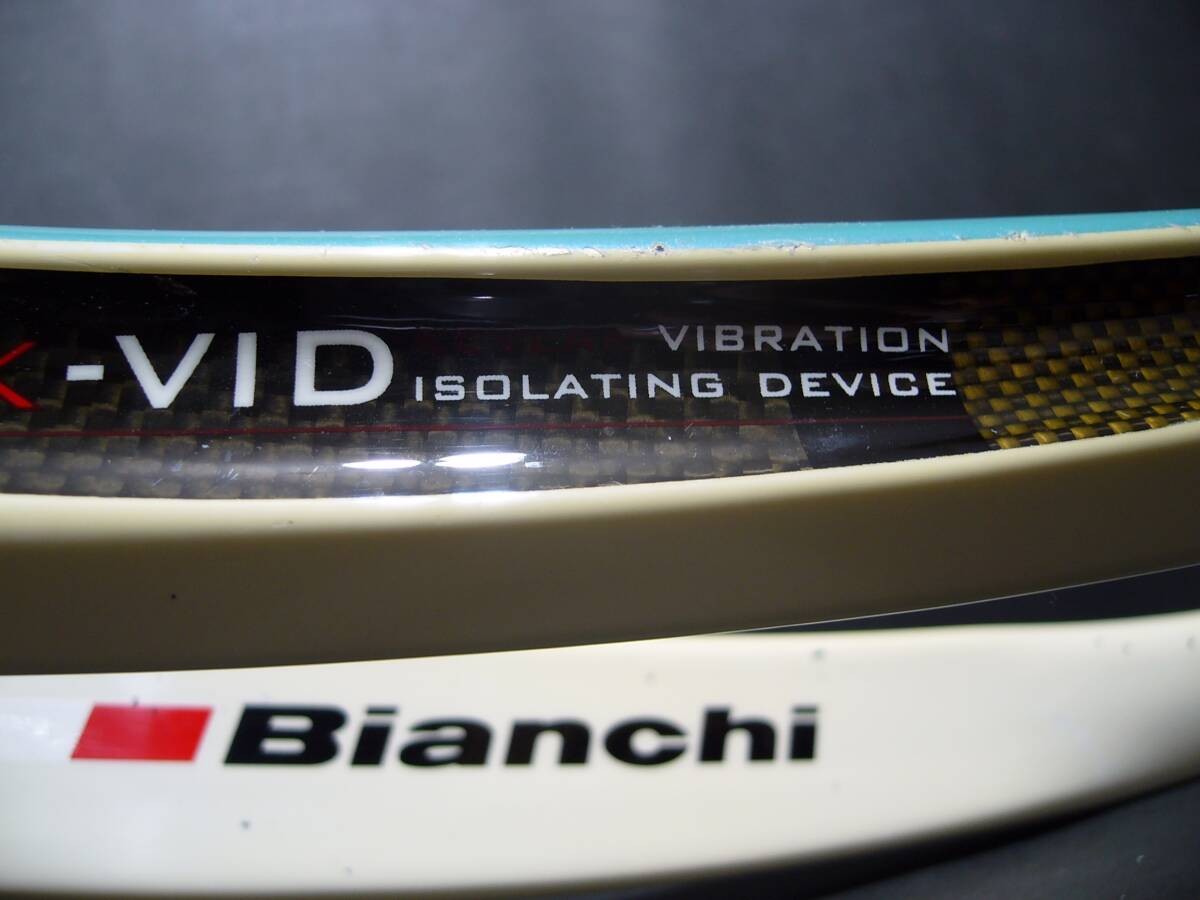 K-VID VIBRATION
ISOLATING DEVICE
Bianchi